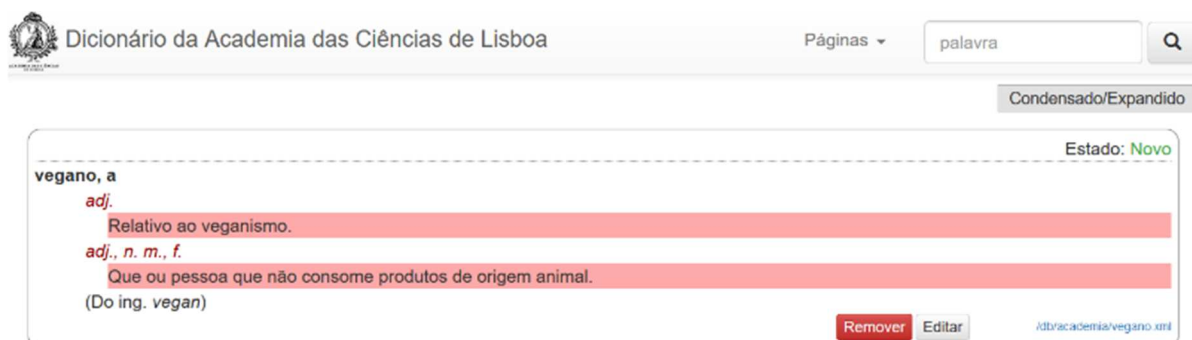 Dicionário da Academia das Ciências de Lisboa
Páginas
palavra
Condensado/Expandido
Estado: Novo
vegano, a
adj.
Relativo ao veganismo.
adj., n. m., f.
Que ou pessoa que não consome produtos de origem animal.
(Do ing. vegan)
Remover Editar /db/academia/vegano.xml